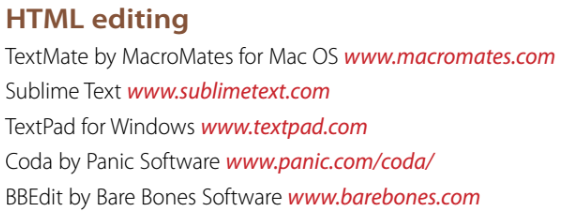 HTML editing
TextMate by MacroMates for Mac OS www.macromates.com
Sublime Text www.sublimetext.com
TextPad for Windows www.textpad.com
Coda by Panic Software www.panic.com/coda/
BBEdit by Bare Bones Software www.barebones.com